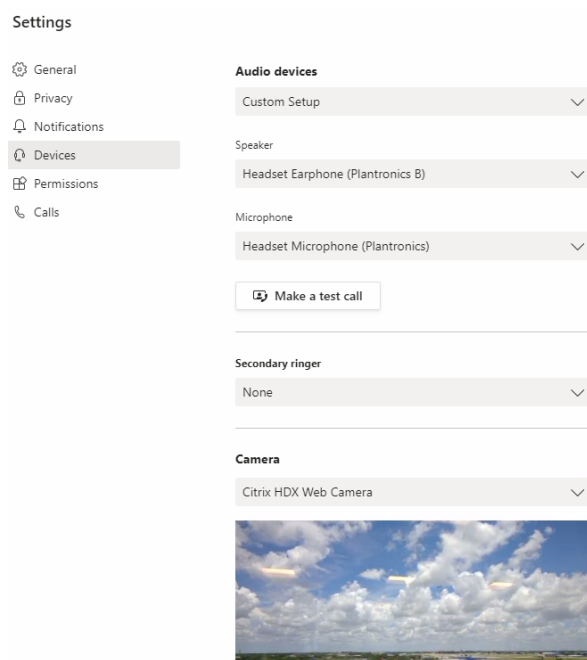 Settings
General
Privacy
Notifications
Devices
Permissions
Calls
Audio devices
Custom Setup
Speaker
Headset Earphone (Plantronics B)
Microphone
Headset Microphone (Plantronics)
Make a test call
Secondary ringer
None
Camera
Citrix HDX Web Camera